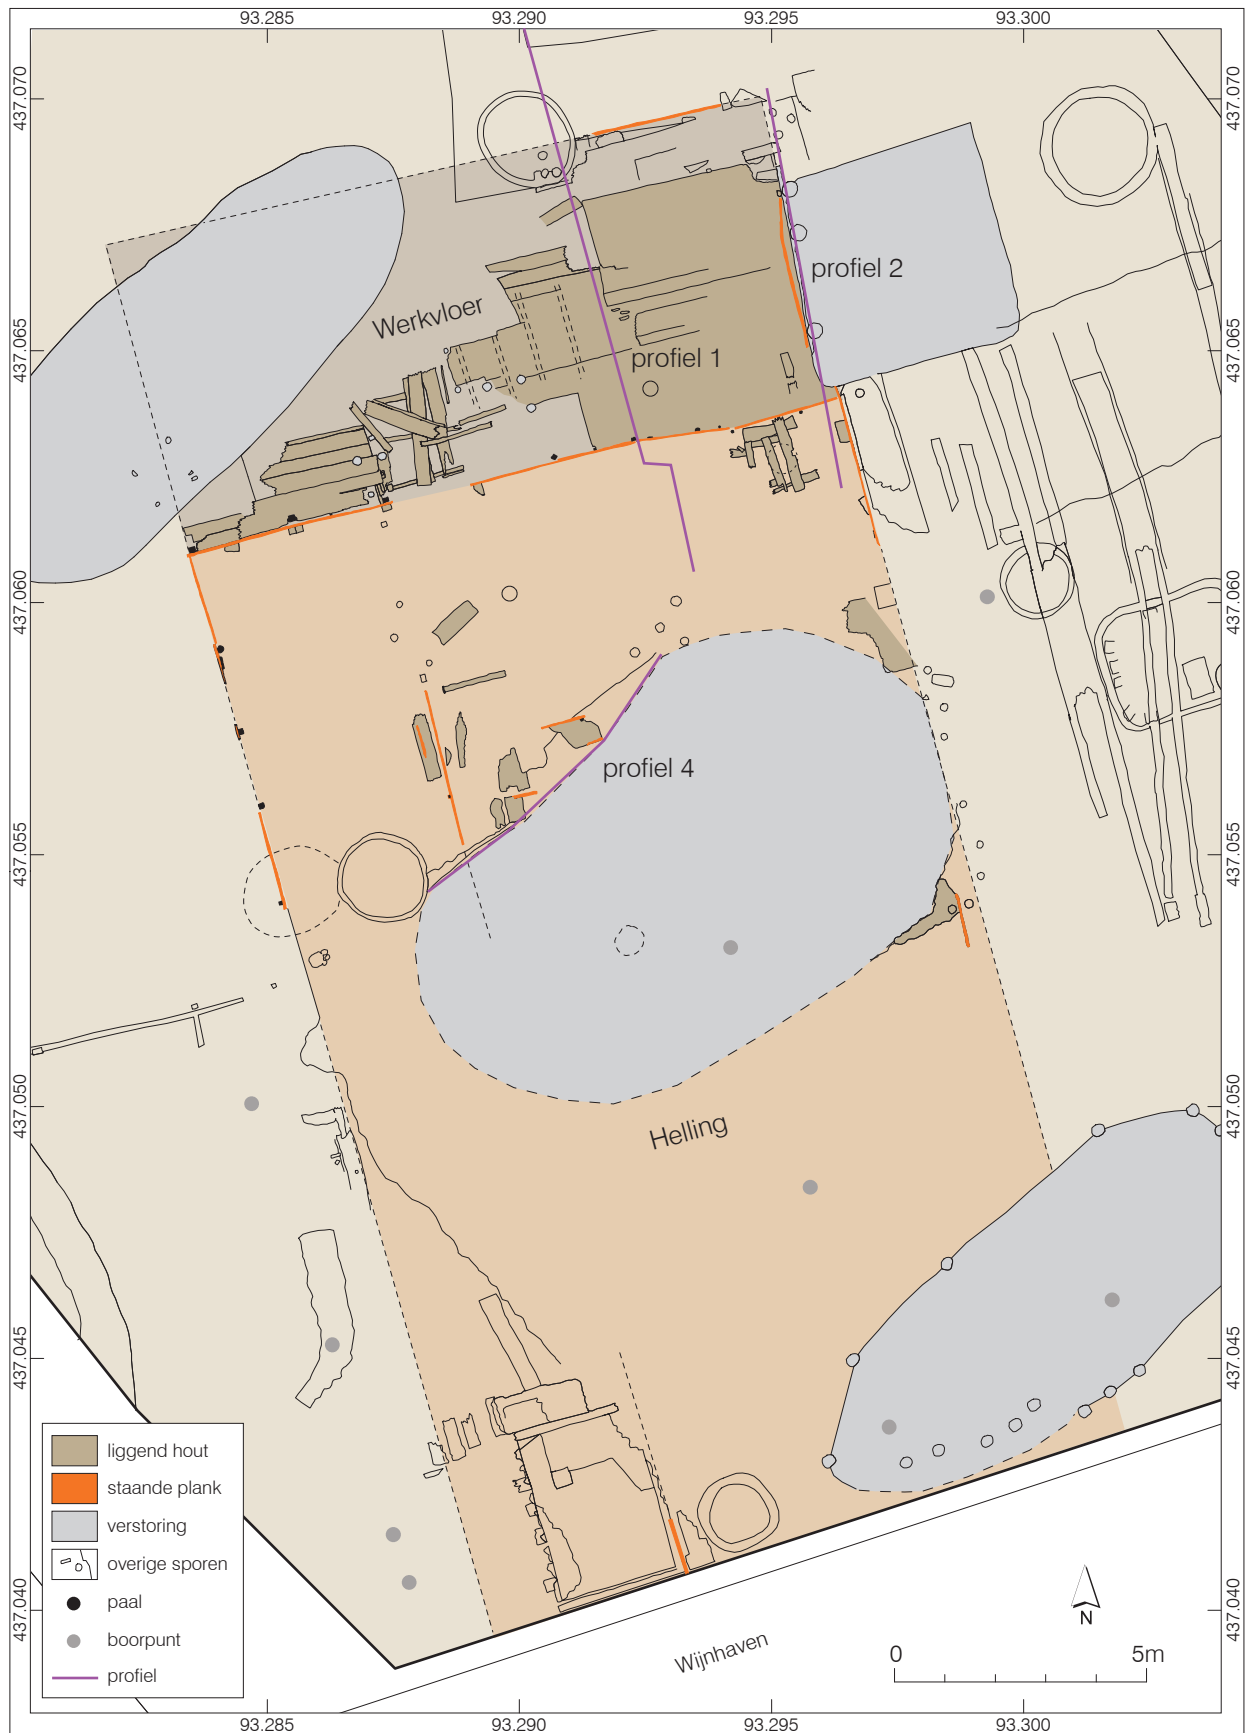 93.285 93.290 93.295 93.300
437.070 437.070
profiel 2
Werkvloer
437.065 437.065
profiel 1
437.060 437.060
profiel 4
437.055 437.055
437.050 437.050
Helling
437.045 437.045
liggend hout
staande plank
verstoring
overige sporen
paal
boorpunt
profiel
437.040 437.040
N
Wijnhaven
0 5m
93.285 93.290 93.295 93.300